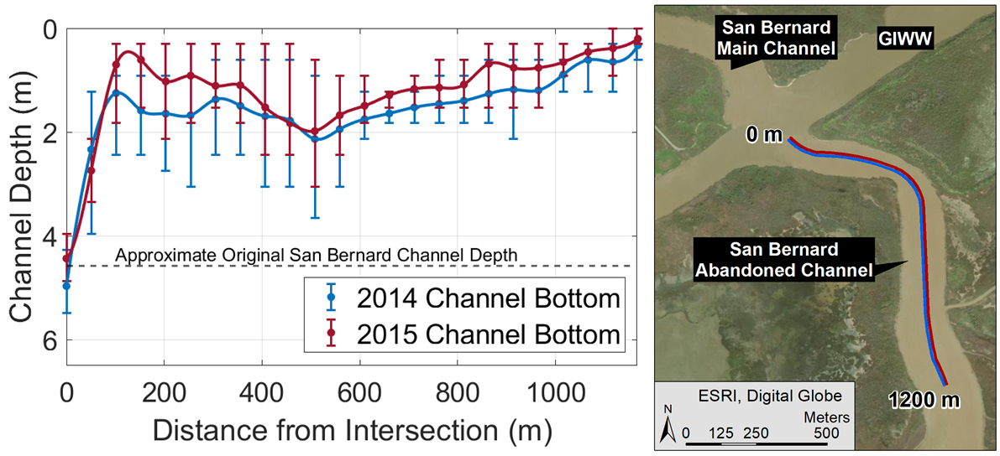 0
2
4
6
Channel Depth (m)
Approximate Original San Bernard Channel Depth
2014 Channel Bottom
2015 Channel Bottom
0 200 400 600 800 1000
Distance from Intersection (m)
San Bernard
Main Channel
GIWW
0 m
San Bernard
Abandoned Channel
1200 m
ESRI, Digital Globe
N
Meters
0 125 250 500